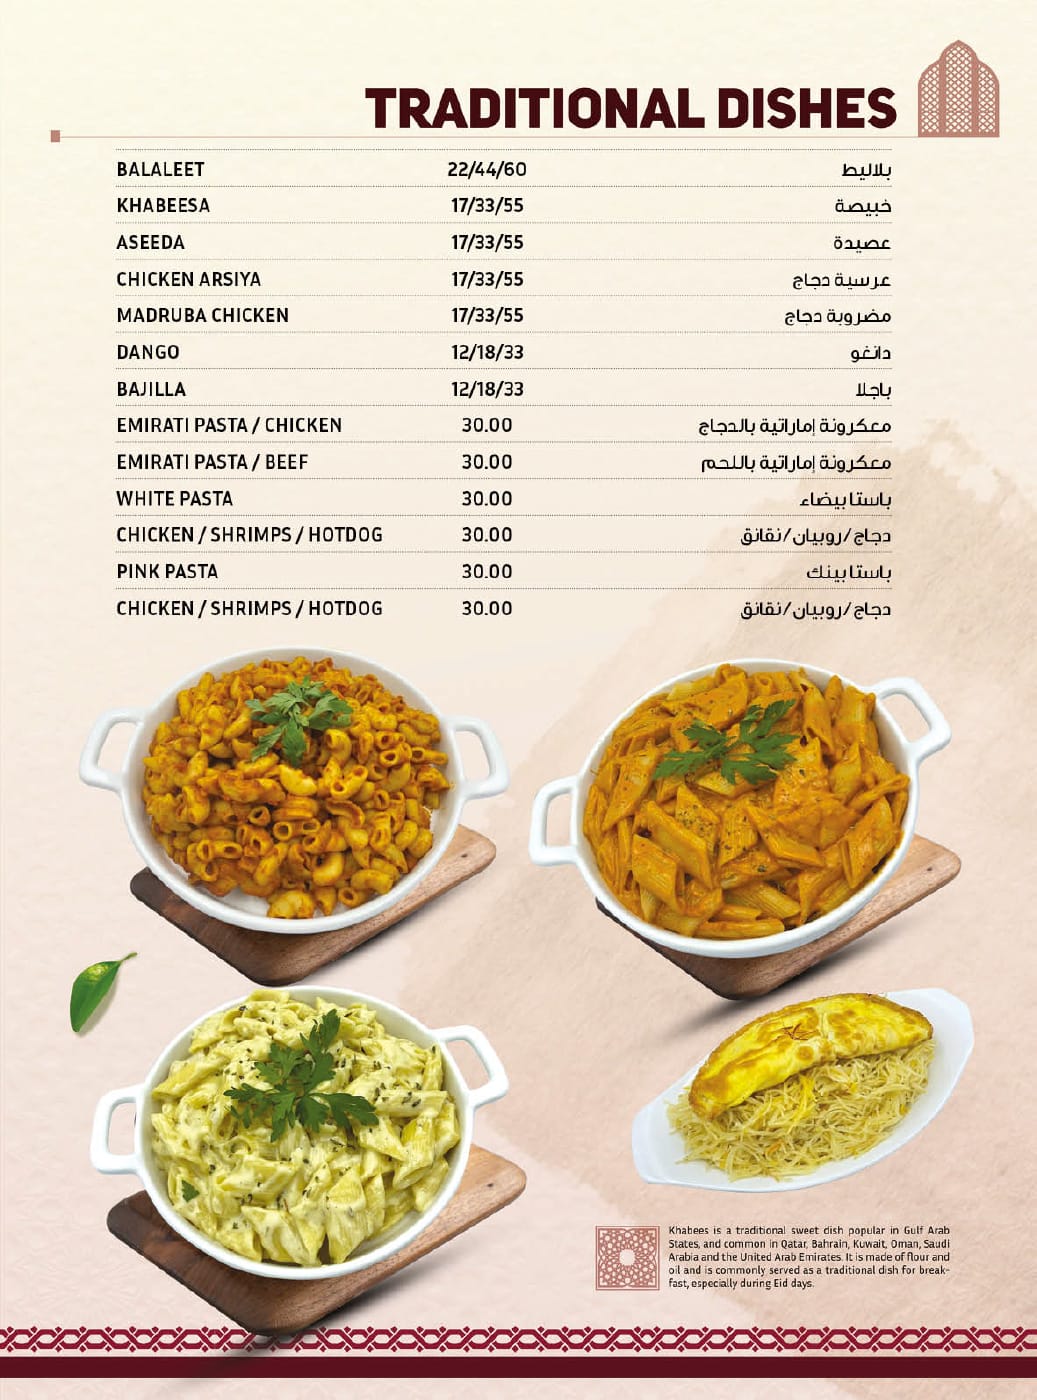 TRADITIONAL DISHES
BALALEET 22/44/60 بلاليط
KHABEESA 17/33/55 خبيصة
ASEEDA 17/33/55 عصيدة
CHICKEN ARSIYA 17/33/55 عرسية دجاج
MADRUBA CHICKEN 17/33/55 مضروبة دجاج
DANGO 12/18/33 دانغو
BAJILLA 12/18/33 باجلا
EMIRATI PASTA / CHICKEN 30.00 معكرونة إماراتية بالدجاج
EMIRATI PASTA / BEEF 30.00 معكرونة إماراتية باللحم
WHITE PASTA 30.00 باستا بيضاء
CHICKEN / SHRIMPS / HOTDOG 30.00 دجاج/روبيان/نقانق
PINK PASTA 30.00 باستا بينك
CHICKEN / SHRIMPS / HOTDOG 30.00 دجاج/روبيان/نقانق
Khabees is a traditional sweet dish popular in Gulf Arab
States, and common in Qatar, Bahrain, Kuwait, Oman, Saudi
Arabia and the United Arab Emirates. It is made of flour and
oil and is commonly served as a traditional dish for break-
fast, especially during Eid days.